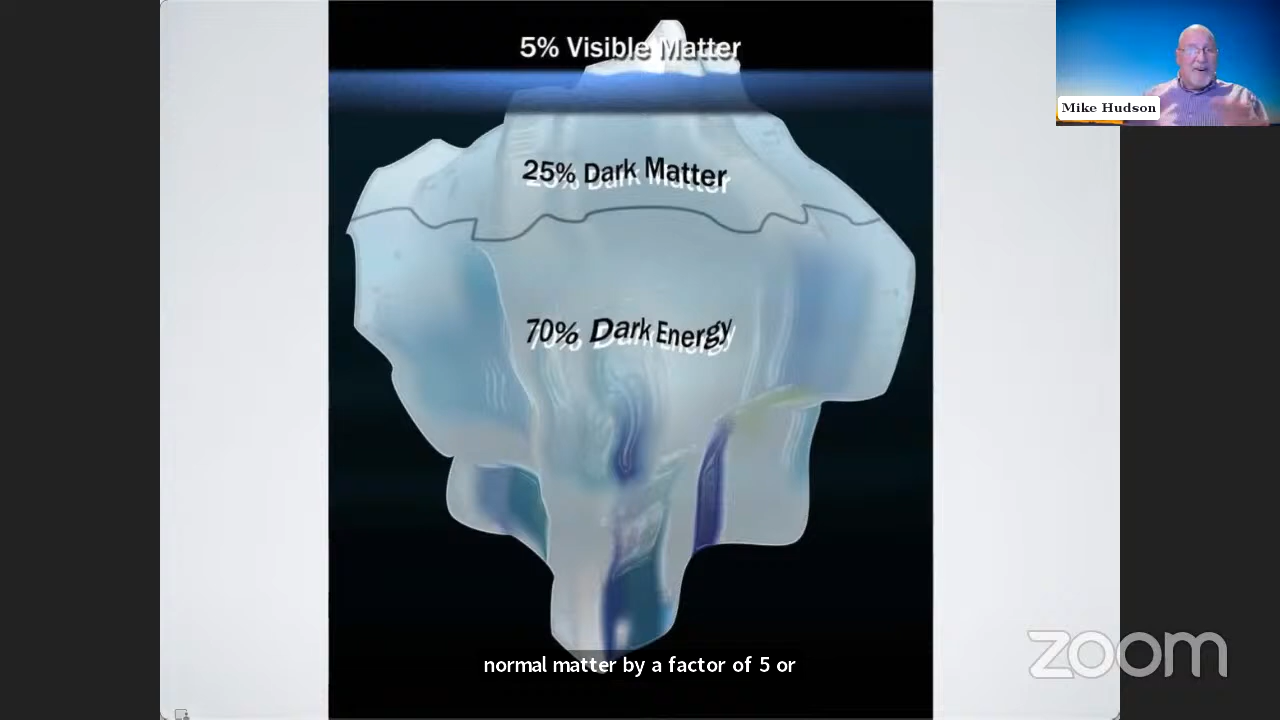 5% Visible Matter
Mike Hudson
25% Dark Matter
70% Dark Energy
normal matter by a factor of 5 or
zoom